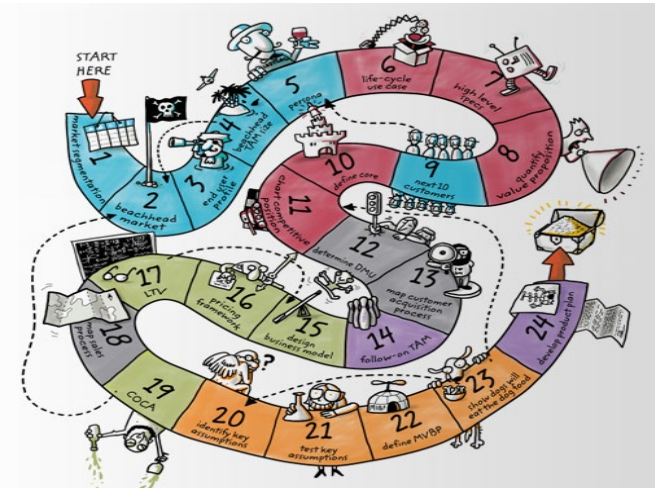 START
HERE
1
market segmentation
2
beachhead
market
3
end user
profile
4
beachhead
TAM size
5
persona
6
life-cycle
use case
7
high level
specs
8
quantify
value proposition
9
next 10
customers
10
define core
11
chart competitive
position
12
determine DMU
13
map customer
acquisition
process
14
follow-on TAM
15
design
business model
16
pricing
framework
17
LTV
18
map sales
process
19
COCA
20
identify key
assumptions
?
21
test key
assumptions
22
define MVBP
23
show dogs will
eat the dog food
24
develop product plan